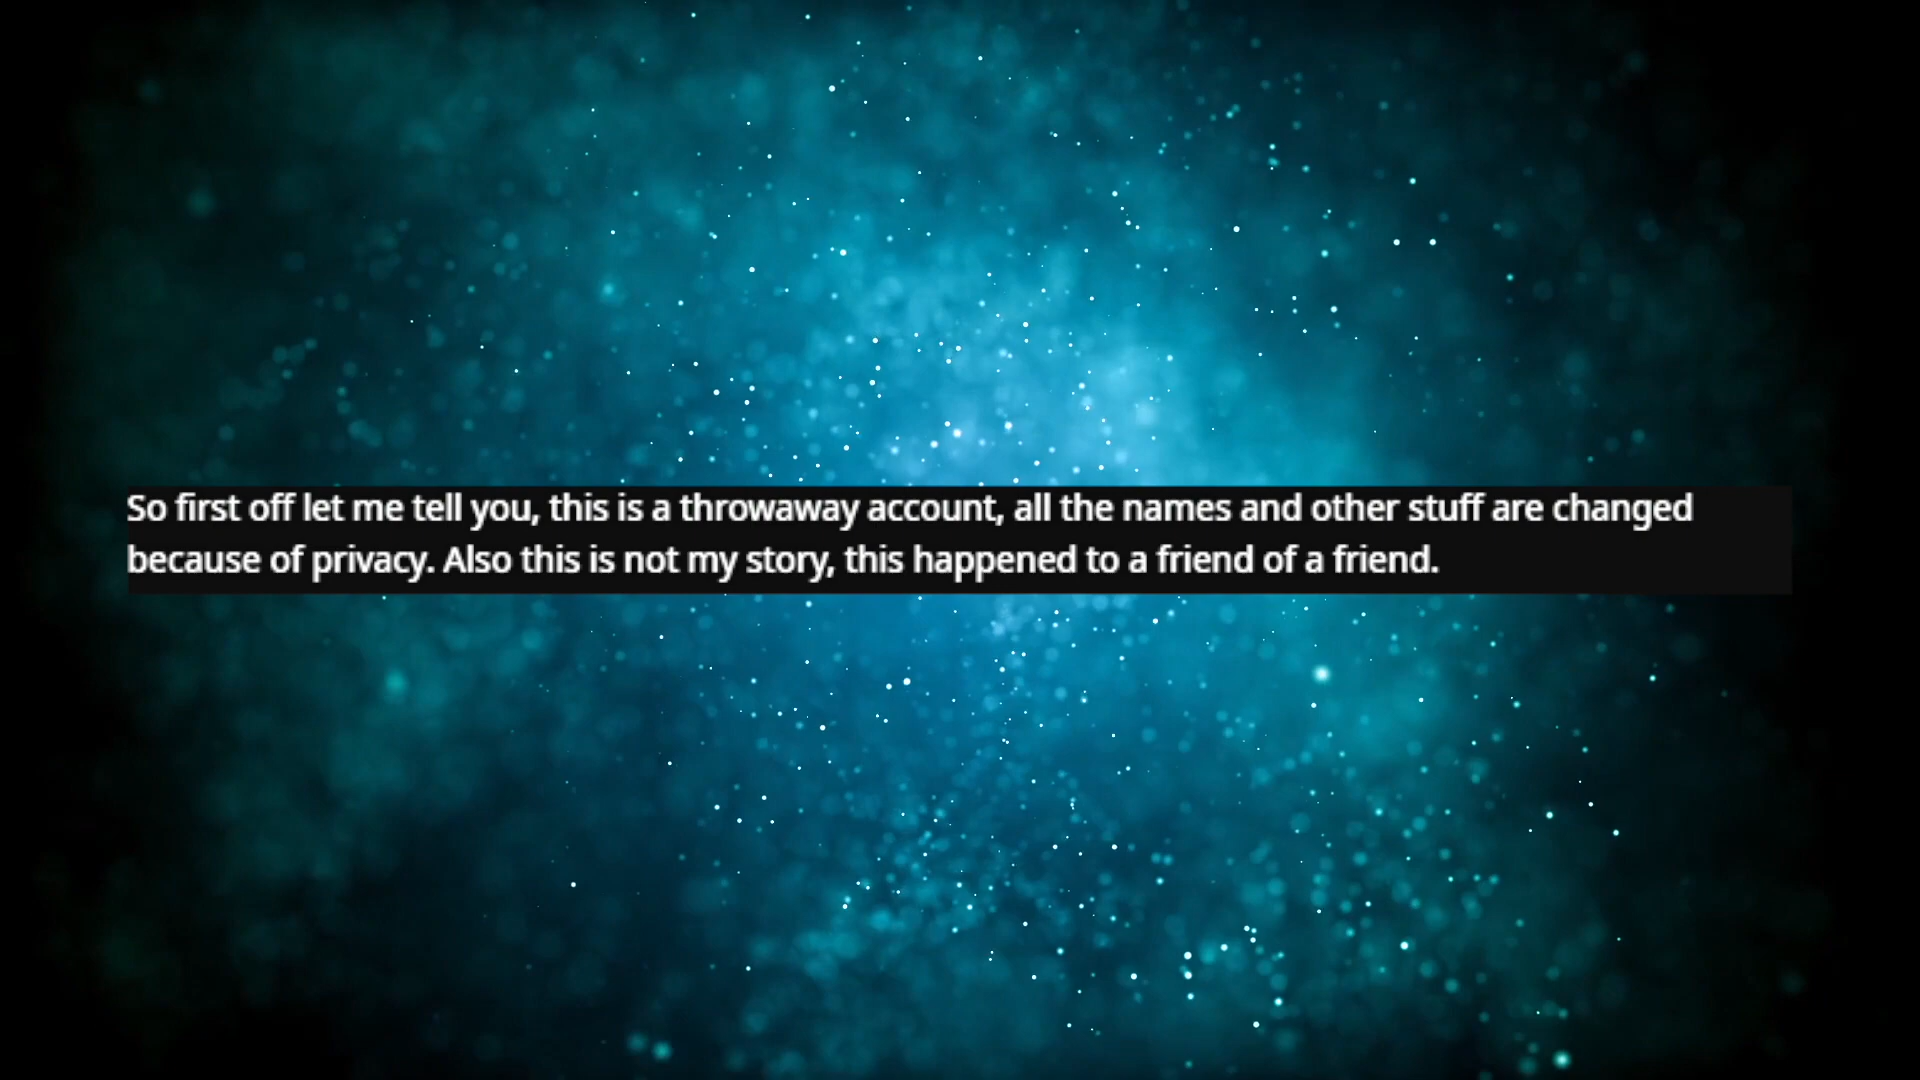 So first off let me tell you, this is a throwaway account, all the names and other stuff are changed
because of privacy. Also this is not my story, this happened to a friend of a friend.